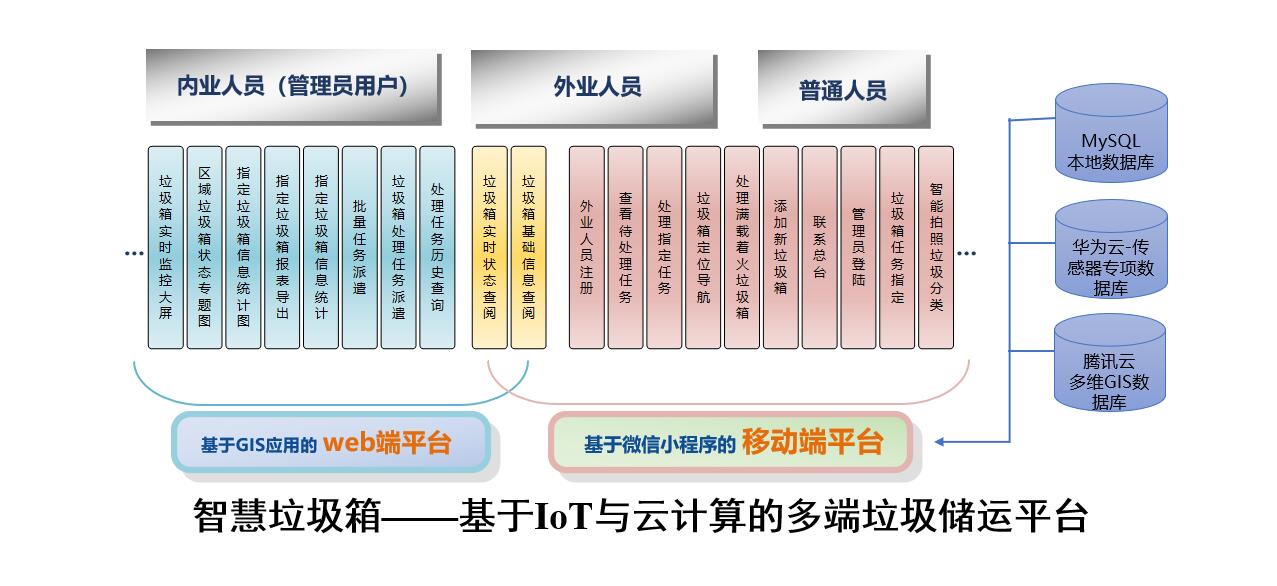 内业人员（管理员用户）
外业人员
普通人员
…
垃圾箱实时监控大屏
区域垃圾箱状态专题图
指定垃圾箱信息统计图
指定垃圾箱报表导出
指定垃圾箱信息统计
批量任务派遣
垃圾箱处理任务派遣
处理任务历史查询
垃圾箱实时状态查阅
垃圾箱基础信息查阅
外业人员注册
查看待处理任务
处理指定任务
垃圾箱定位导航
处理满载着火垃圾箱
添加新垃圾箱
联系总台
管理员登陆
垃圾箱任务指定
智能拍照垃圾分类
…
MySQL
本地数据库
华为云-传
感器专项数
据库
腾讯云
多维GIS数
据库
基于GIS应用的 web端平台
基于微信小程序的 移动端平台
智慧垃圾箱——基于IoT与云计算的多端垃圾储运平台